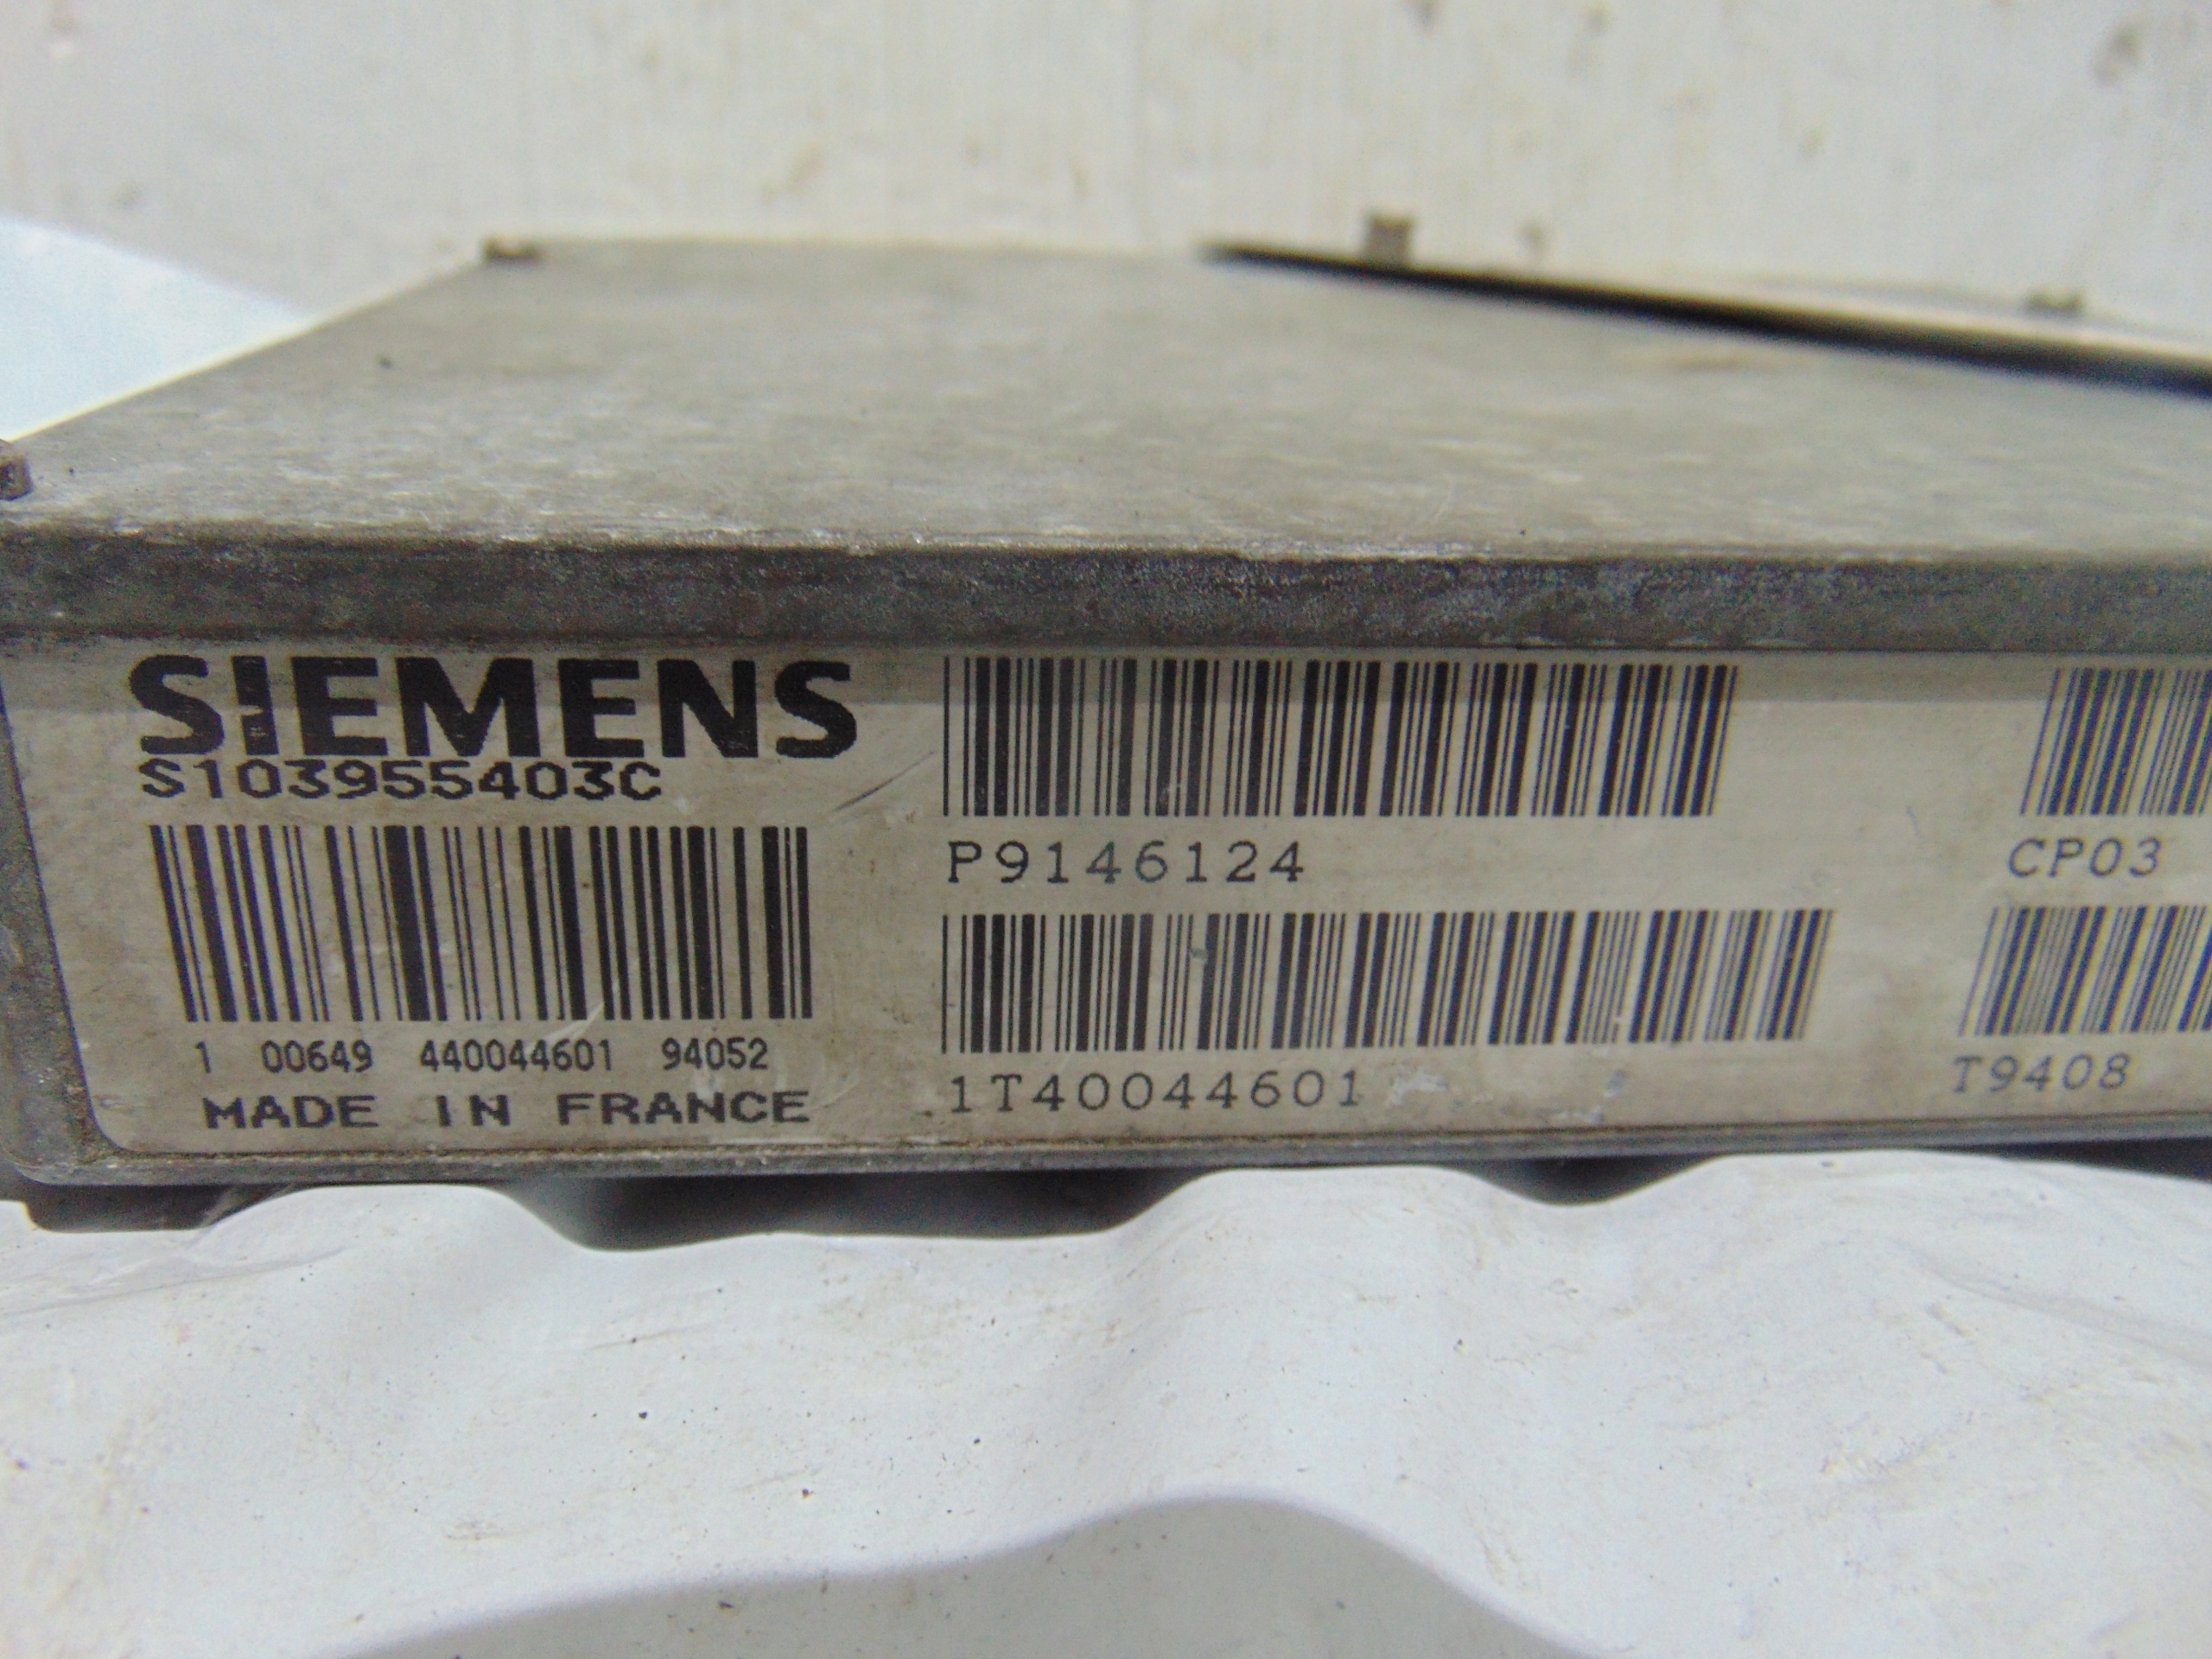 SIEMENS
S103955403C
1 00649 440044601 94052
MADE IN FRANCE
P9146124
1T40044601
CP03
T9408